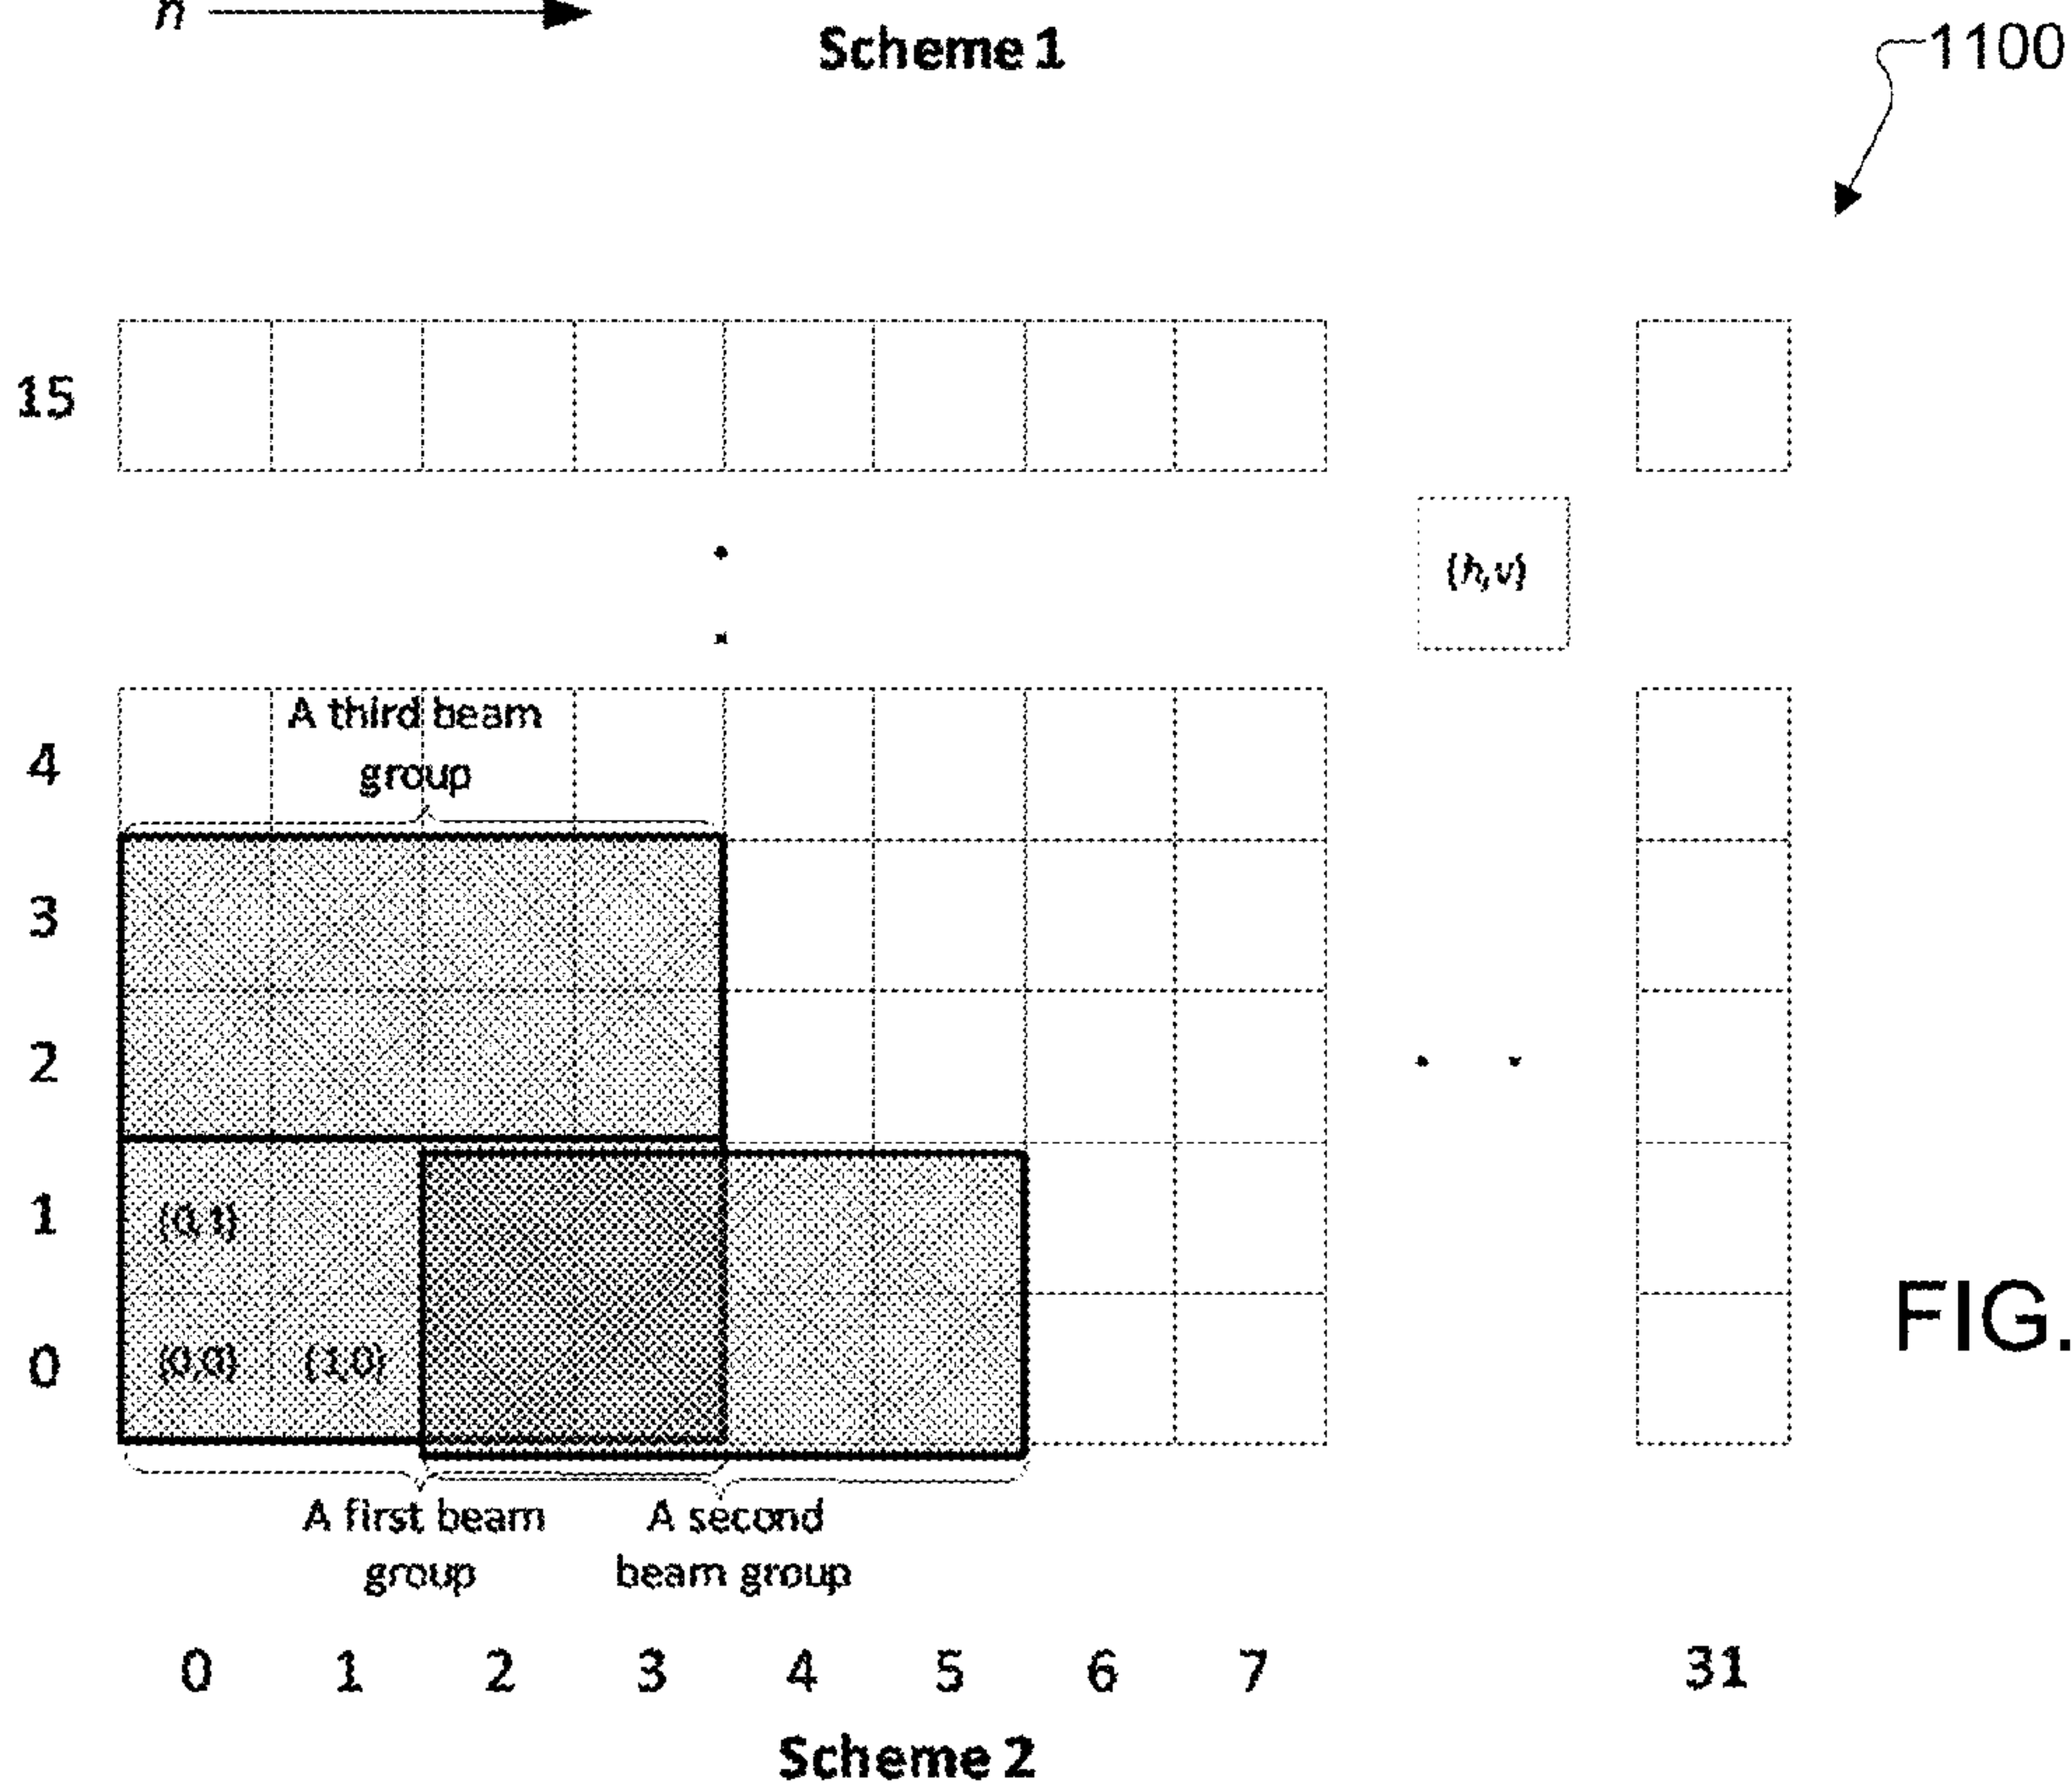 h
Scheme 1
1100
15
(h,v)
A third beam
group
4
3
2
1
(0,1)
0
(0,0) (1,0)
FIG.
A first beam
group
A second
beam group
0 1 2 3 4 5 6 7 31
Scheme 2